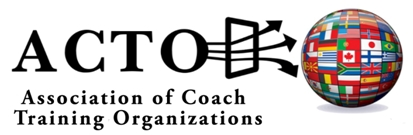 ACTO
Association of Coach
Training Organizations